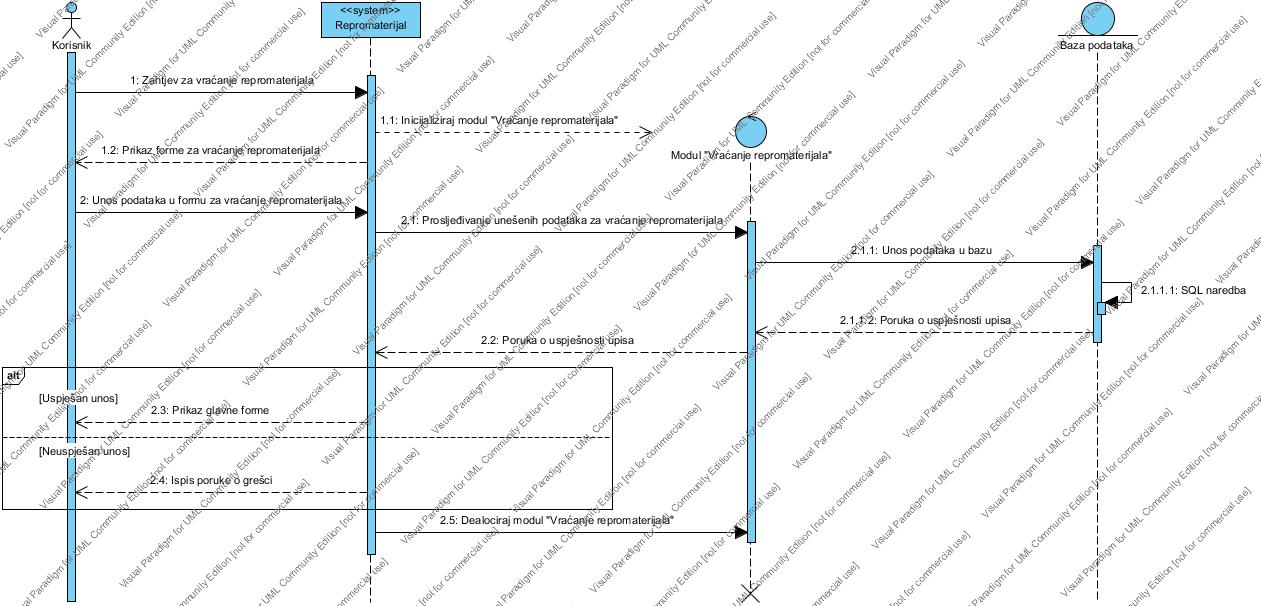 <<system>>
Repromaterijal
Korisnik
Baza podataka
1: Zahtjev za vraćanje repromaterijala
1.1: Inicijaliziraj modul "Vraćanje repromaterijala"
1.2: Prikaz forme za vraćanje repromaterijala
Modul "Vraćanje repromaterijala"
2: Unos podataka u formu za vraćanje repromaterijala
2.1: Prosljeđivanje unešenih podataka za vraćanje repromaterijala
2.1.1: Unos podataka u bazu
2.1.1.1: SQL naredba
2.1.1.2: Poruka o uspješnosti upisa
2.2: Poruka o uspješnosti upisa
alt
[Uspješan unos]
2.3: Prikaz glavne forme
[Neuspješan unos]
2.4: Ispis poruke o grešci
2.5: Dealociraj modul "Vraćanje repromaterijala"
Visual Paradigm for UML Community Edition [not for commercial use]